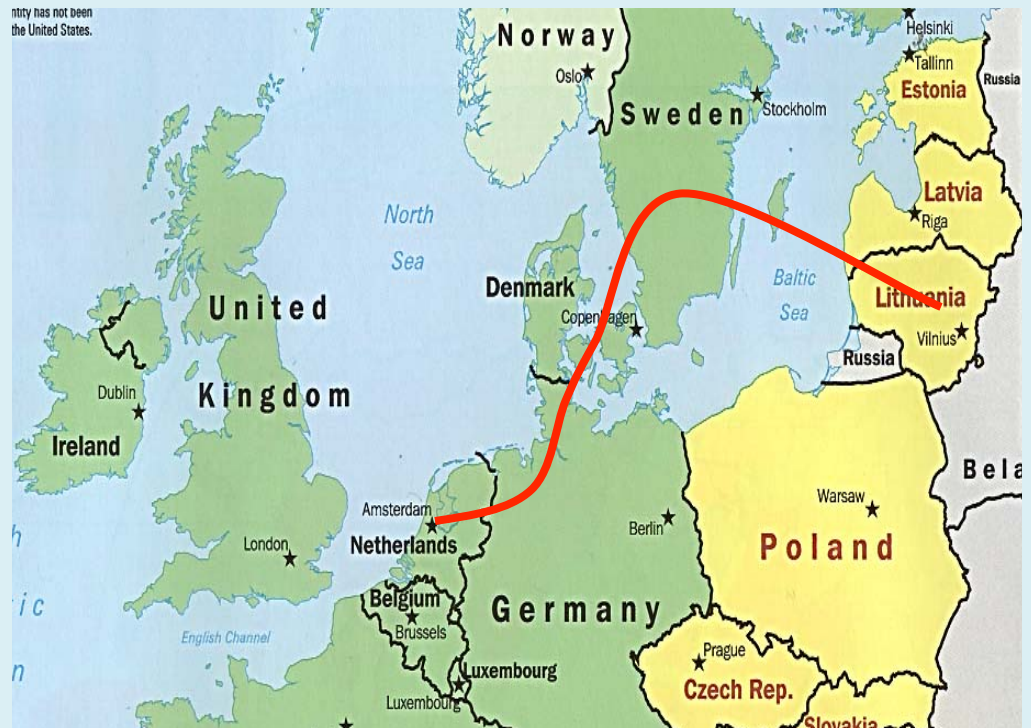 ntity has not been
the United States.
Norway
Oslo
Helsinki
Tallinn
Estonia
Russia
Sweden
Stockholm
North
Sea
Latvia
Riga
Denmark
Copenhagen
Baltic
Sea
Lithuania
Vilnius
Russia
United
Kingdom
Dublin
Ireland
Bela
Amsterdam
Netherlands
London
Berlin
Warsaw
Poland
Belgium
Brussels
Germany
English Channel
Luxembourg
Luxembourg
Prague
Czech Rep.
Slovakia
h
ic
n